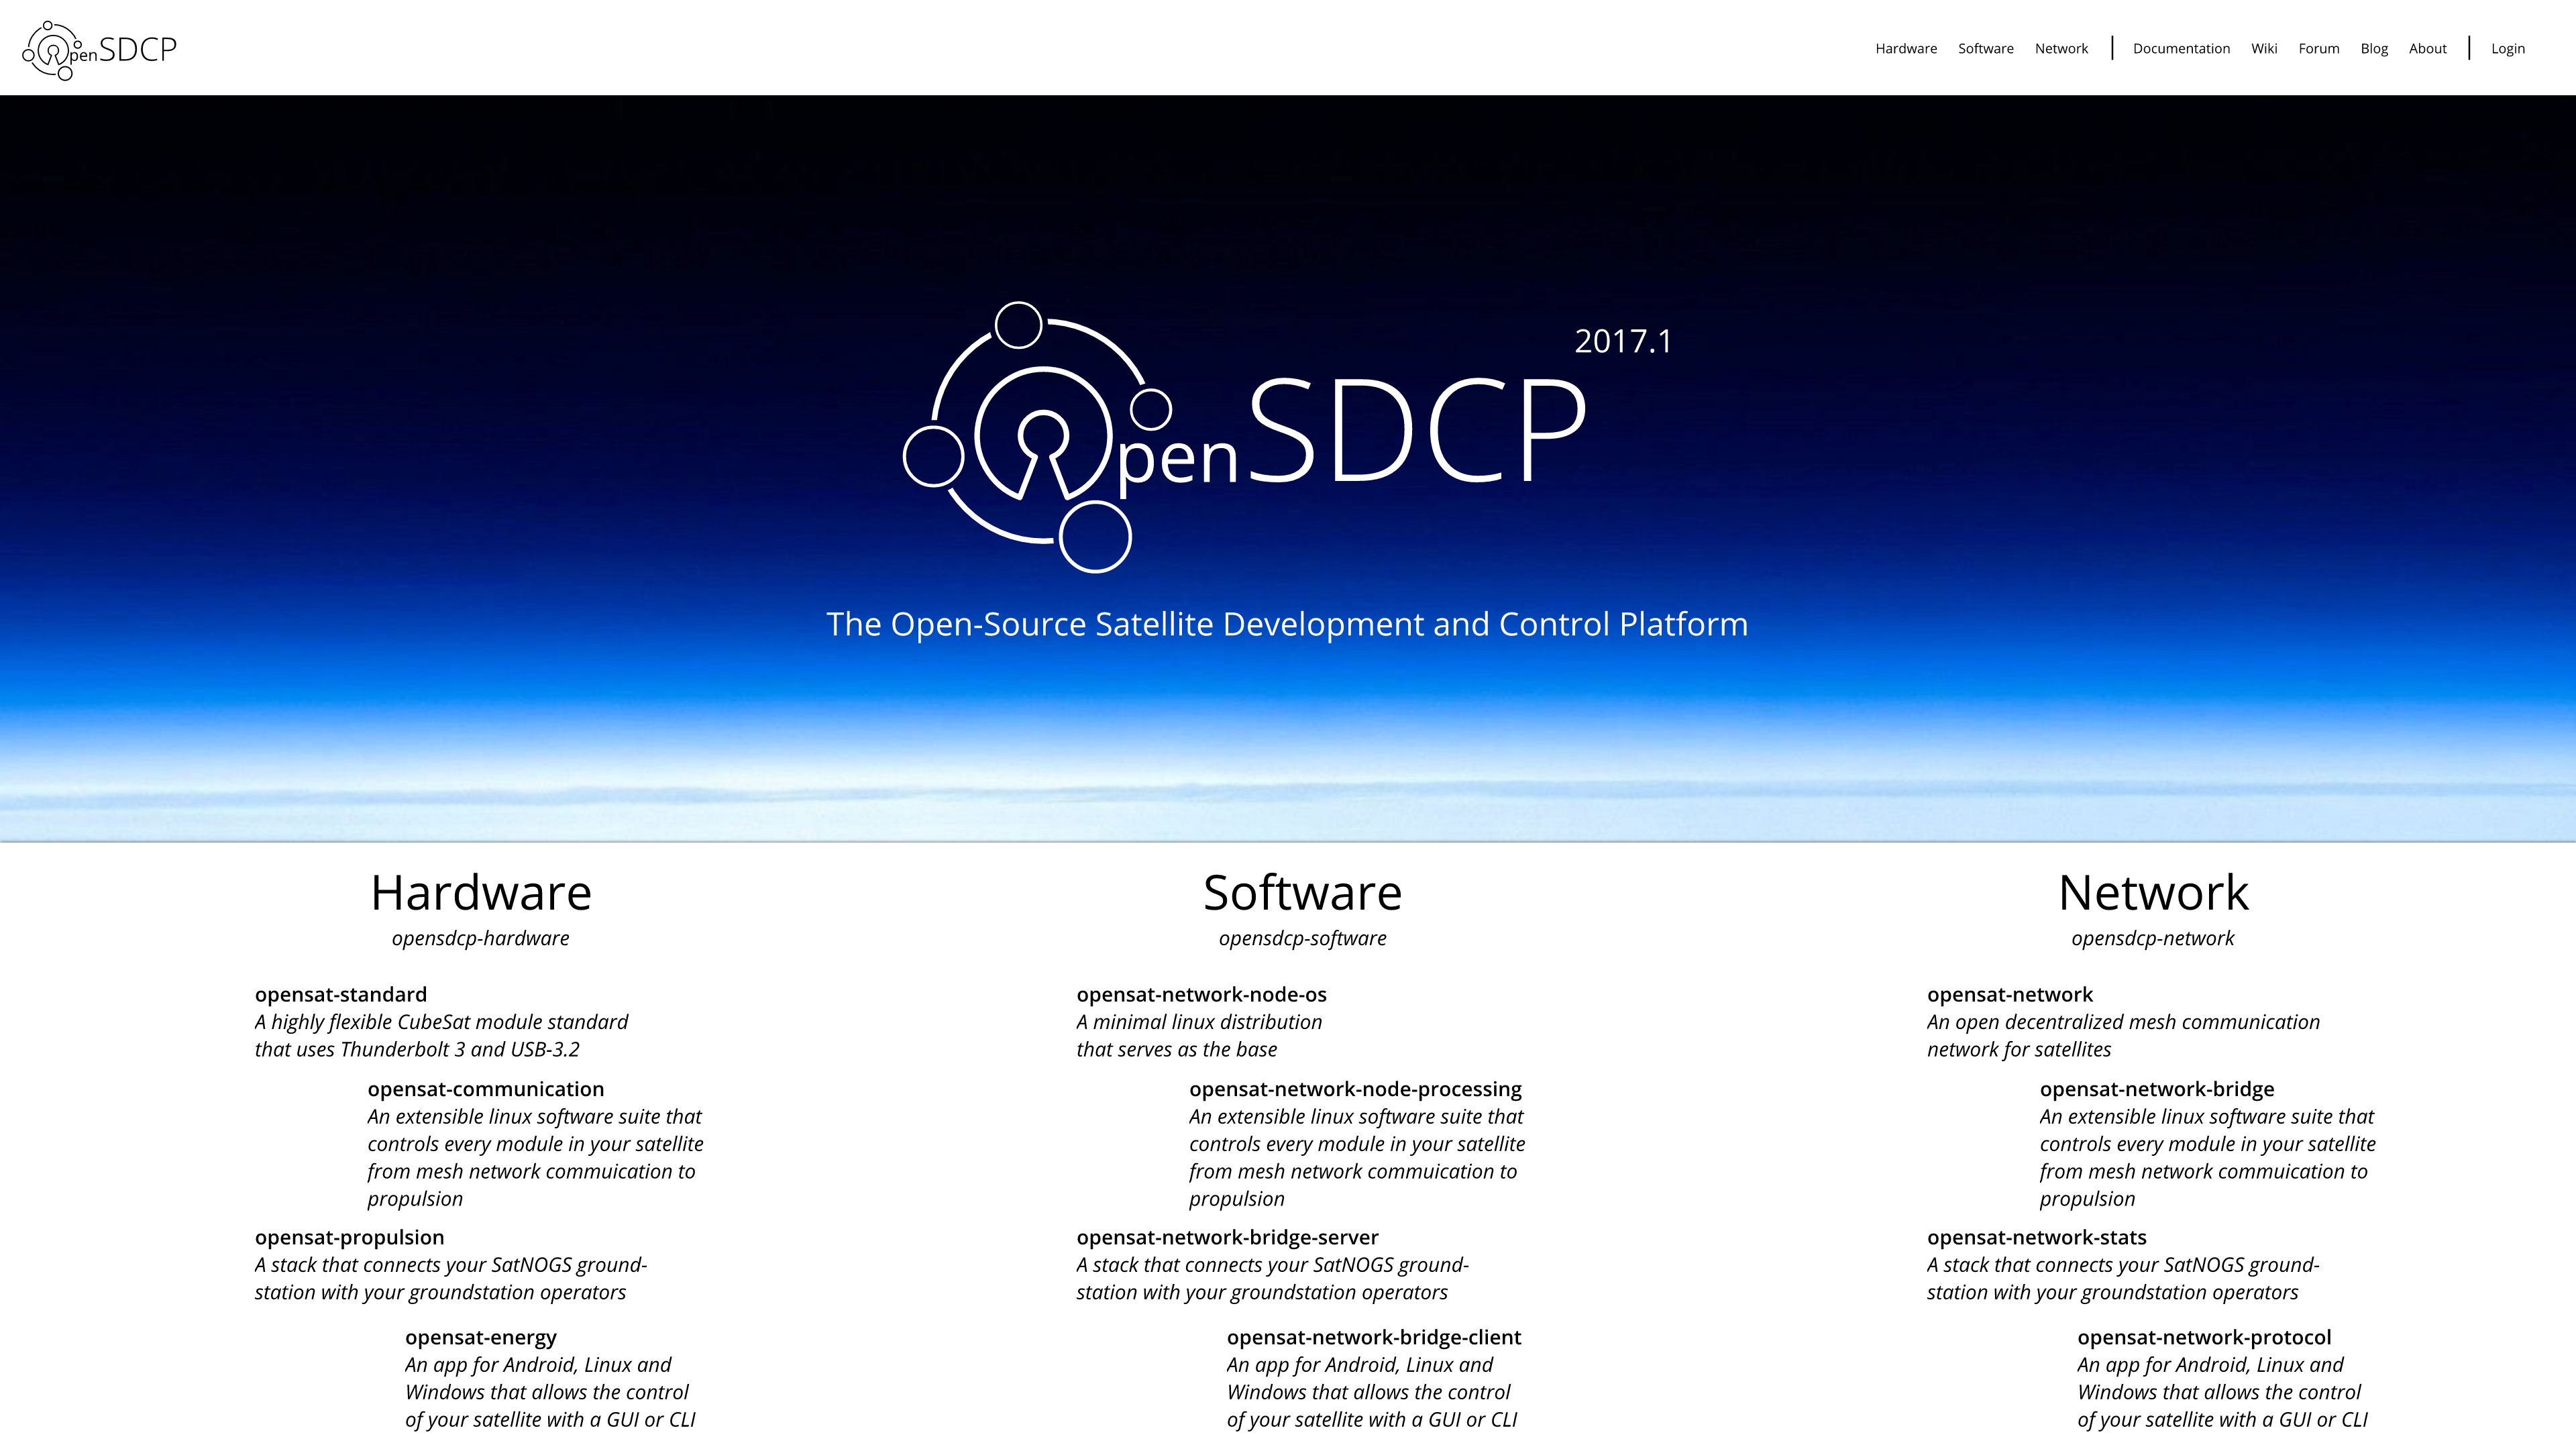 pen SDCP
Hardware Software Network | Documentation Wiki Forum Blog About | Login
2017.1
pen SDCP
The Open-Source Satellite Development and Control Platform
Hardware
opensdcp-hardware
opensat-standard
A highly flexible CubeSat module standard
that uses Thunderbolt 3 and USB-3.2
opensat-communication
An extensible linux software suite that
controls every module in your satellite
from mesh network commuication to
propulsion
opensat-propulsion
A stack that connects your SatNOGS ground-
station with your groundstation operators
opensat-energy
An app for Android, Linux and
Windows that allows the control
of your satellite with a GUI or CLI
Software
opensdcp-software
opensat-network-node-os
A minimal linux distribution
that serves as the base
opensat-network-node-processing
An extensible linux software suite that
controls every module in your satellite
from mesh network commuication to
propulsion
opensat-network-bridge-server
A stack that connects your SatNOGS ground-
station with your groundstation operators
opensat-network-bridge-client
An app for Android, Linux and
Windows that allows the control
of your satellite with a GUI or CLI
Network
opensdcp-network
opensat-network
An open decentralized mesh communication
network for satellites
opensat-network-bridge
An extensible linux software suite that
controls every module in your satellite
from mesh network commuication to
propulsion
opensat-network-stats
A stack that connects your SatNOGS ground-
station with your groundstation operators
opensat-network-protocol
An app for Android, Linux and
Windows that allows the control
of your satellite with a GUI or CLI